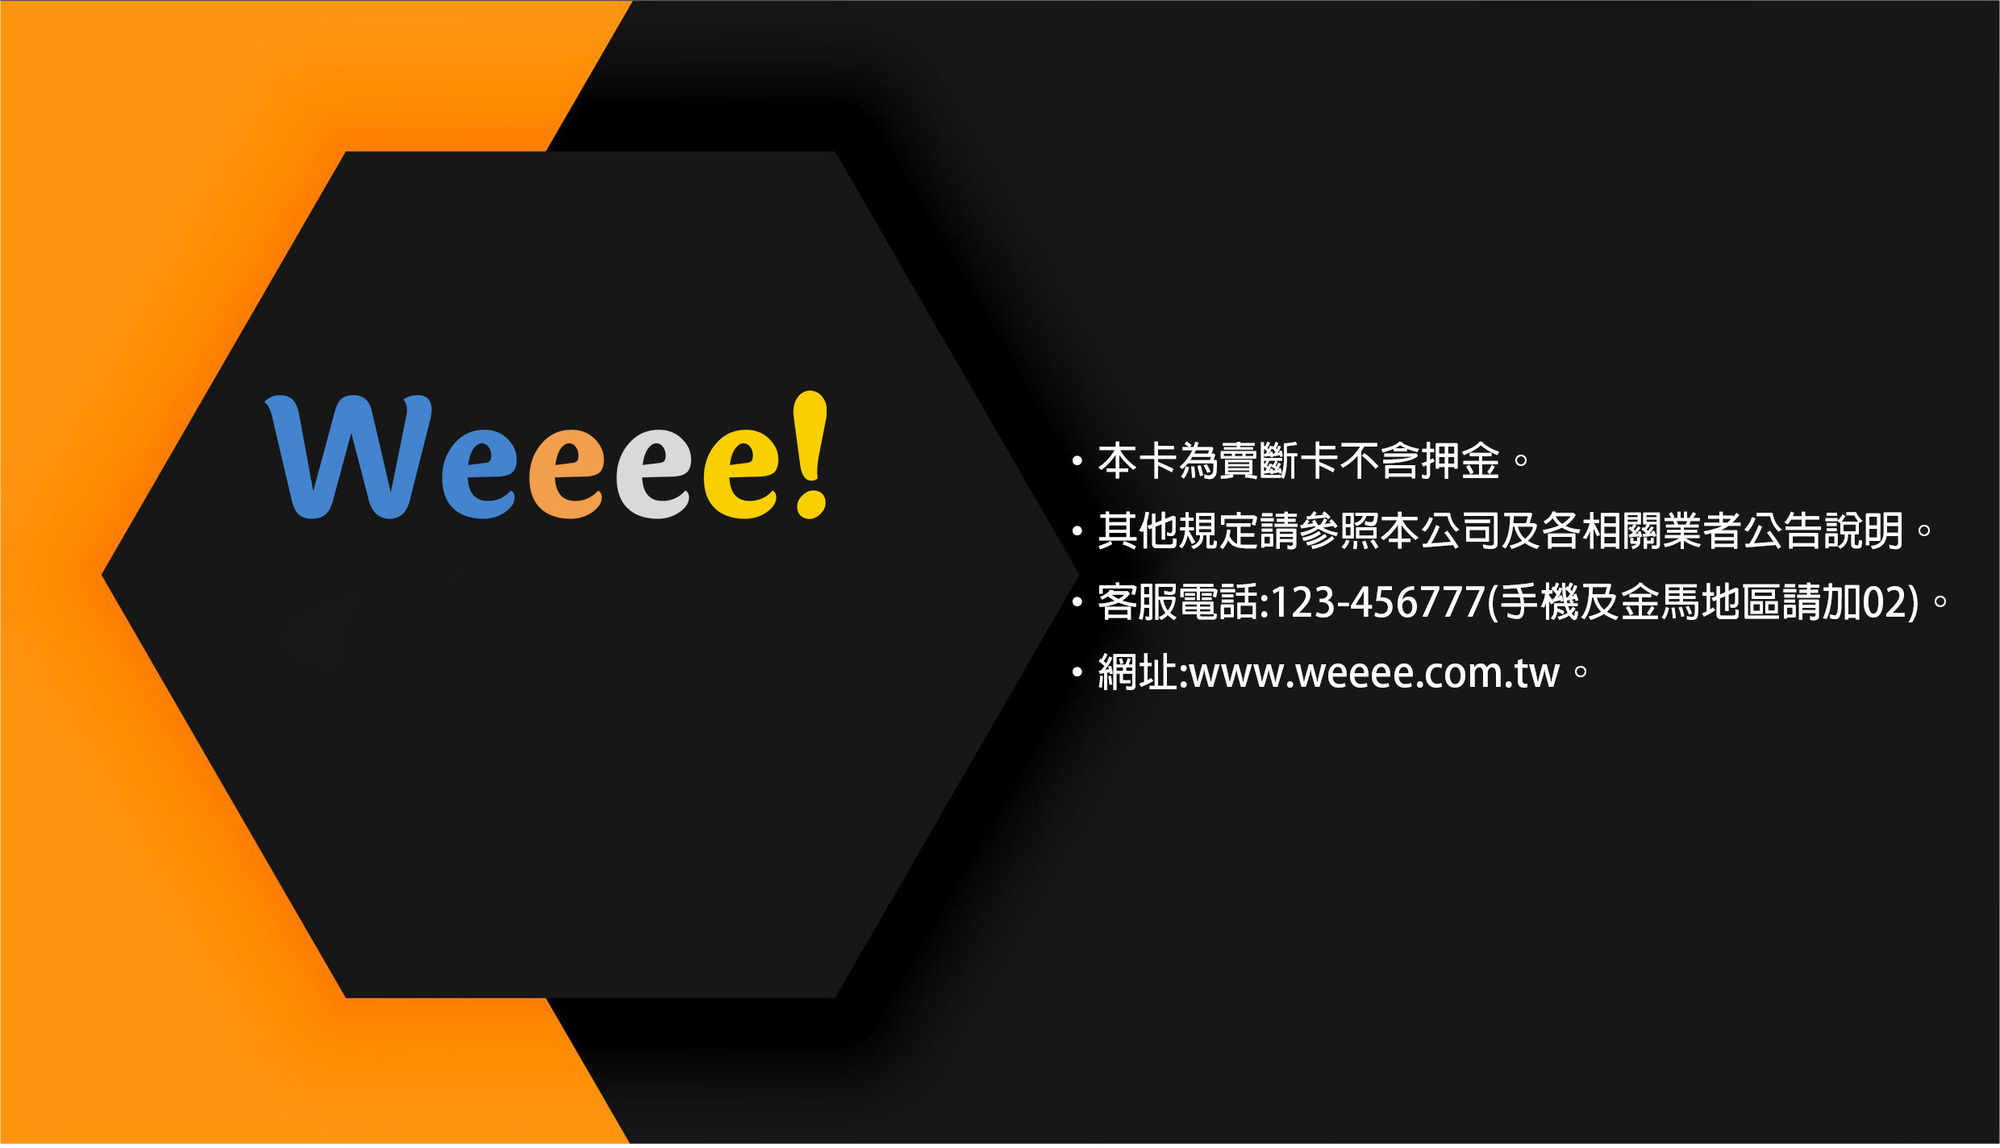 Weeee!
・本卡為賣斷卡不含押金。
・其他規定請參照本公司及各相關業者公告說明。
・客服電話:123-456777(手機及金馬地區請加02)。
・網址:www.weeee.com.tw。